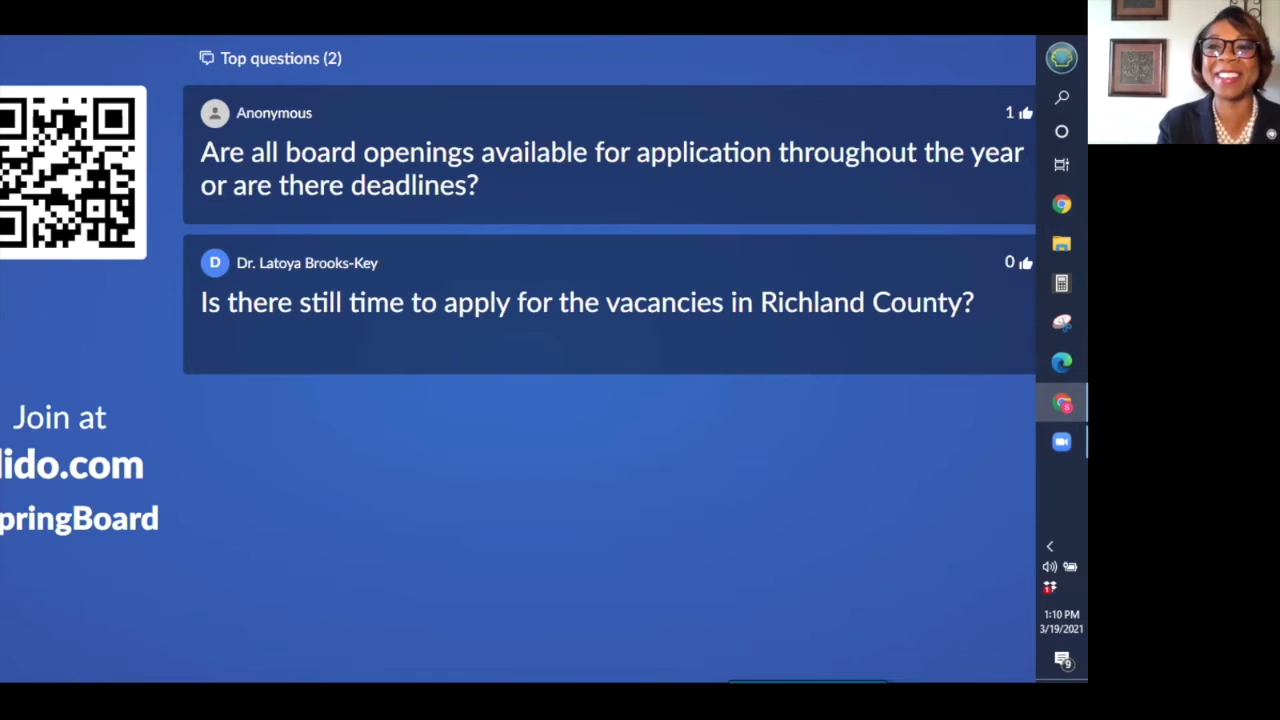 Top questions (2)
Anonymous
1
Are all board openings available for application throughout the year
or are there deadlines?
D
Dr. Latoya Brooks-Key
0
Is there still time to apply for the vacancies in Richland County?
Join at
lido.com
pringBoard
1:10 PM
3/19/2021
9